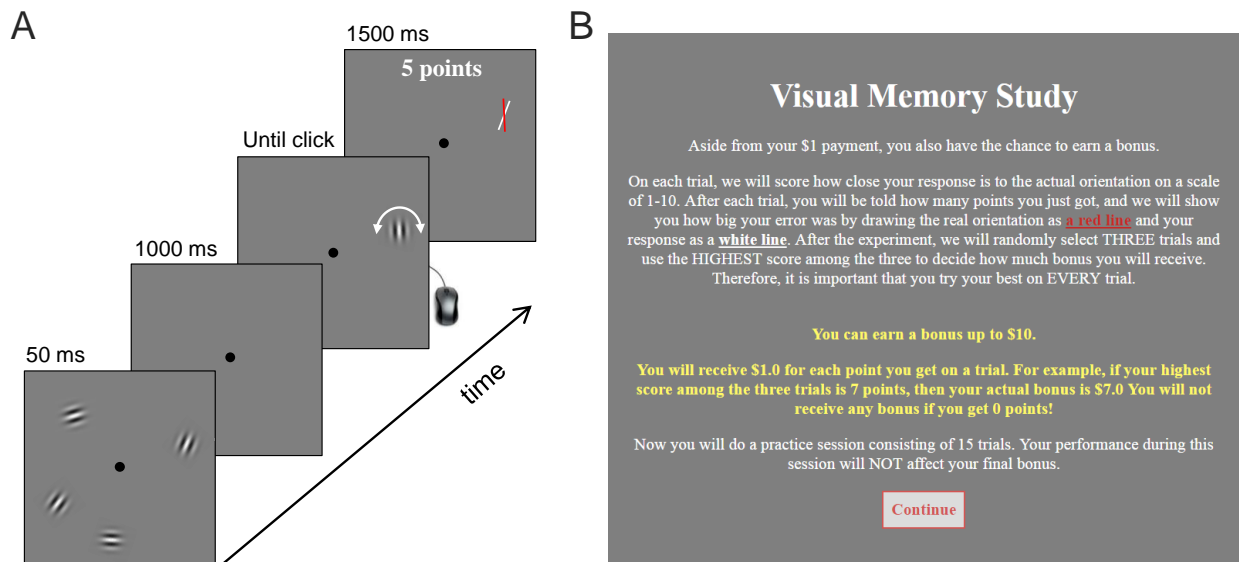 A
1500 ms
5 points
Until click
1000 ms
50 ms
time
B
Visual Memory Study
Aside from your $1 payment, you also have the chance to earn a bonus.
On each trial, we will score how close your response is to the actual orientation on a scale
of 1-10. After each trial, you will be told how many points you just got, and we will show
you how big your error was by drawing the real orientation as a red line and your
response as a white line. After the experiment, we will randomly select THREE trials and
use the HIGHEST score among the three to decide how much bonus you will receive.
Therefore, it is important that you try your best on EVERY trial.
You can earn a bonus up to $10.
You will receive $1.0 for each point you get on a trial. For example, if your highest
score among the three trials is 7 points, then your actual bonus is $7.0 You will not
receive any bonus if you get 0 points!
Now you will do a practice session consisting of 15 trials. Your performance during this
session will NOT affect your final bonus.
Continue